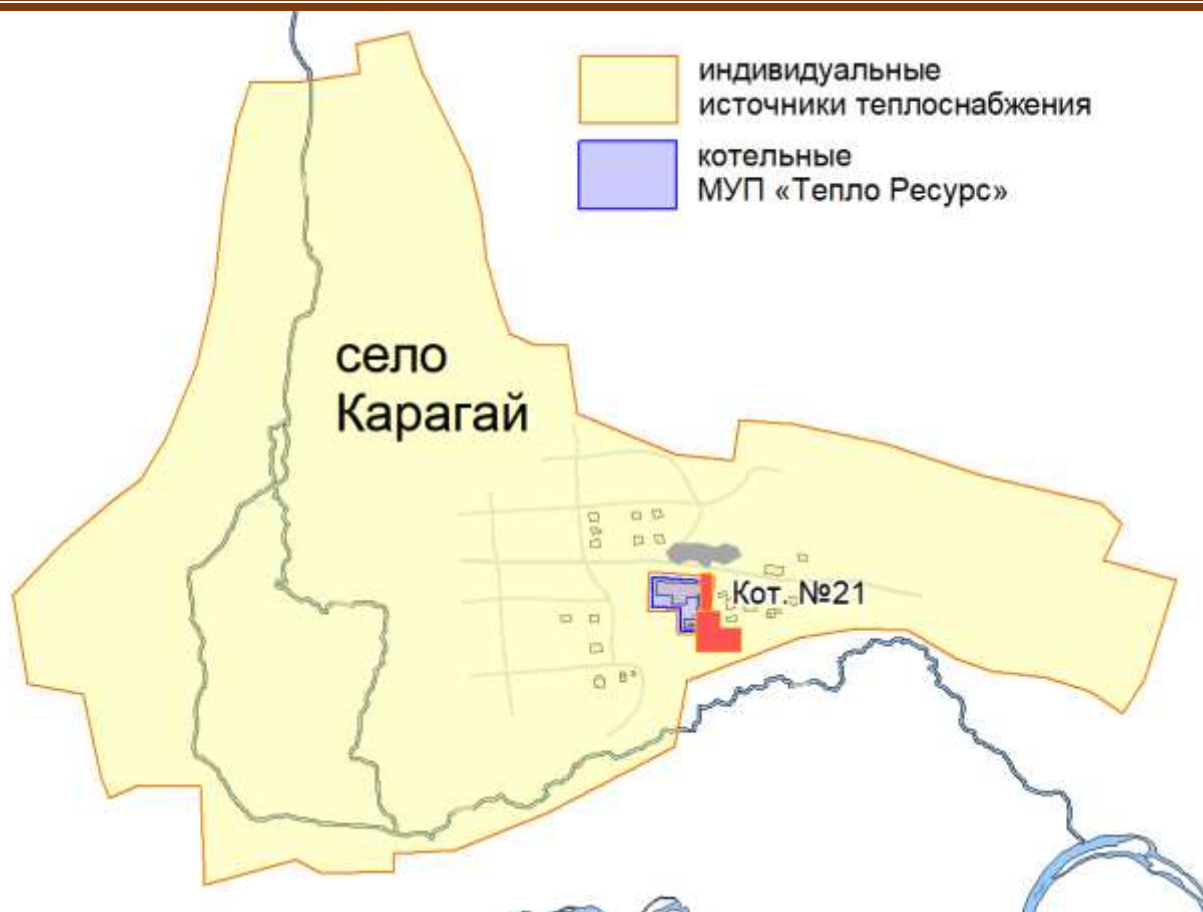 индивидуальные
источники теплоснабжения
котельные
МУП «Тепло Ресурс»
село
Карагай
Кот. №21